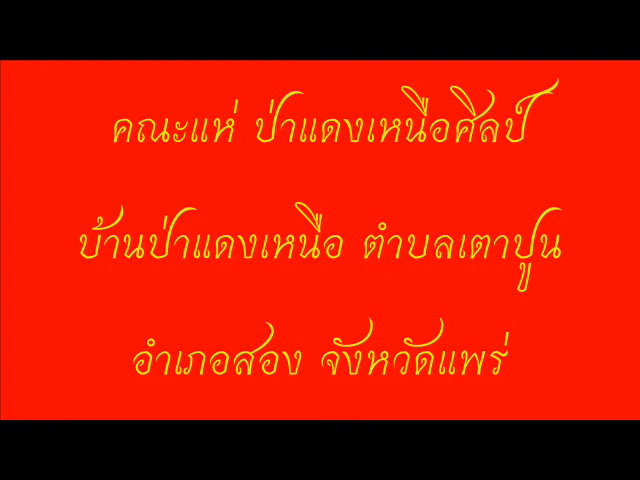 คณะแห่ ป่าแดงเหนือศิลป์
บ้านป่าแดงเหนือ ตำบลเตาปูน
อำเภอสอง จังหวัดแพร่